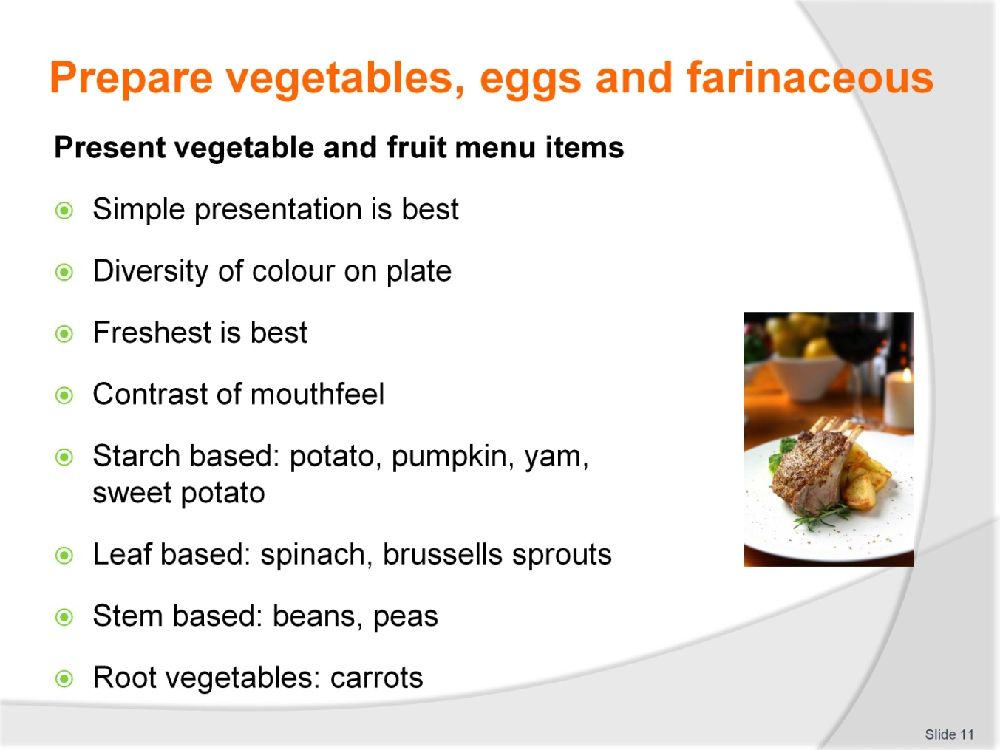 Prepare vegetables, eggs and farinaceous
Present vegetable and fruit menu items
Simple presentation is best
Diversity of colour on plate
Freshest is best
Contrast of mouthfeel
Starch based: potato, pumpkin, yam,
sweet potato
Leaf based: spinach, brussells sprouts
Stem based: beans, peas
Root vegetables: carrots
Slide 11